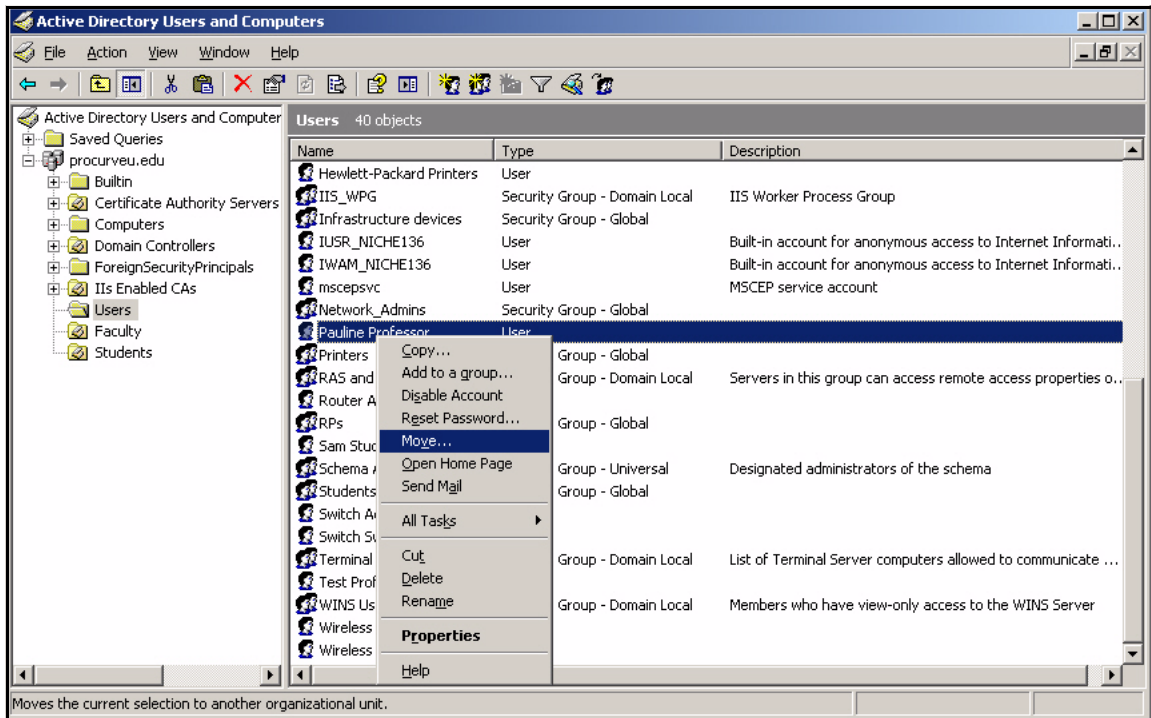 Active Directory Users and Computers
File Action View Window Help
Active Directory Users and Computer
Saved Queries
procurveu.edu
Builtin
Certificate Authority Servers
Computers
Domain Controllers
ForeignSecurityPrincipals
IIs Enabled CAs
Users
Faculty
Students
Users 40 objects
Name Type Description
Hewlett-Packard Printers User
IIS_WPG Security Group - Domain Local IIS Worker Process Group
Infrastructure devices Security Group - Global
IUSR_NICHE136 User Built-in account for anonymous access to Internet Informati..
IWAM_NICHE136 User Built-in account for anonymous access to Internet Informati..
mscepsvc User MSCEP service account
Network_Admins Security Group - Global
Pauline Professor User
Printers Group - Global
RAS and Group - Domain Local Servers in this group can access remote access properties o..
Router A
RPs Group - Global
Sam Stud
Schema Group - Universal Designated administrators of the schema
Students Group - Global
Switch A
Switch Su
Terminal Group - Domain Local List of Terminal Server computers allowed to communicate ...
Test Prof
WINS Us Group - Domain Local Members who have view-only access to the WINS Server
Wireless
Wireless
Copy...
Add to a group...
Disable Account
Reset Password...
Move...
Open Home Page
Send Mail
All Tasks
Cut
Delete
Rename
Properties
Help
Moves the current selection to another organizational unit.